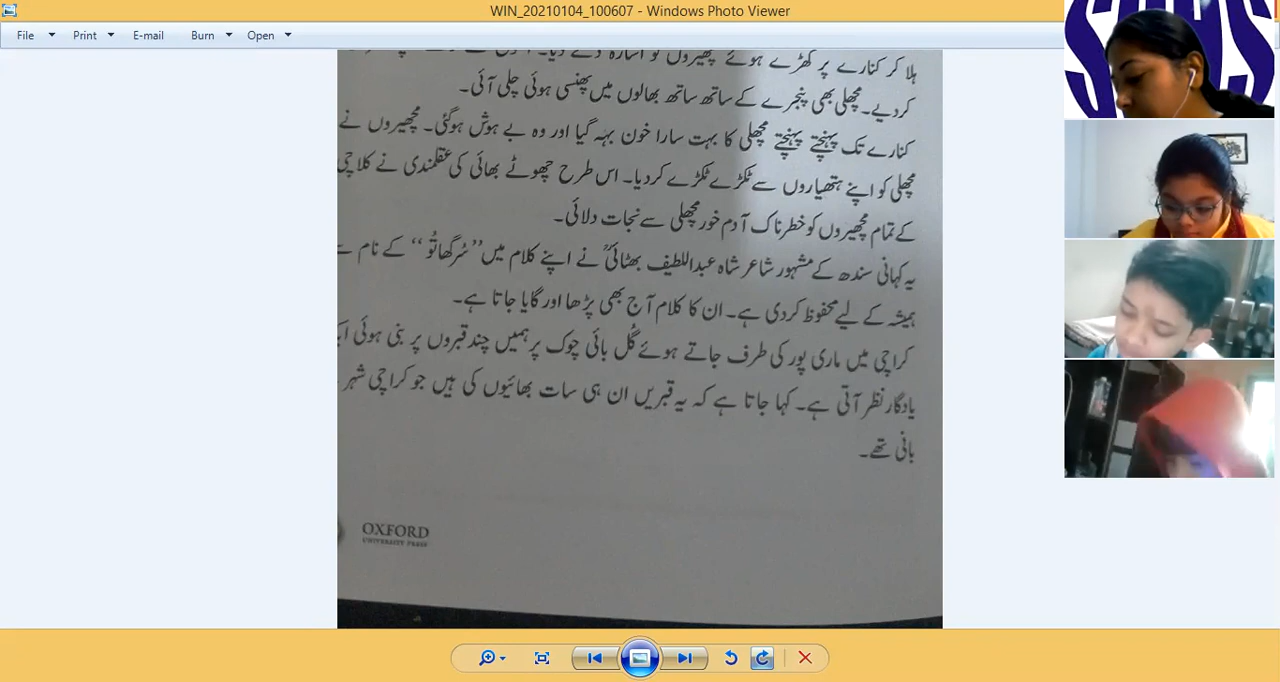 WIN_20210104_100607 - Windows Photo Viewer
File Print E-mail Burn Open
ہلا کر کنارے پر کھڑے ہوئے مچھیروں کو اشارہ دے دیا۔
کردیے۔ مچھلی بھی پنجرے کے ساتھ ساتھ بھالوں میں پھنسی ہوئی چلی آئی۔
کنارے تک پہنچتے پہنچتے مچھلی کا بہت سارا خون بہہ گیا اور وہ بے ہوش ہوگئی۔ مچھیروں نے
مچھلی کو اپنے ہتھیاروں سے ٹکڑے ٹکڑے کردیا۔ اس طرح چھوٹے بھائی کی عقلمندی نے کلاچی
کے تمام مچھیروں کو خطرناک آدم خور مچھلی سے نجات دلائی۔
یہ کہانی سندھ کے مشہور شاعر شاہ عبداللطیف بھٹائیؒ نے اپنے کلام میں ”سُر گھاتُو“ کے نام سے
ہمیشہ کے لیے محفوظ کردی ہے۔ ان کا کلام آج بھی پڑھا اور گایا جاتا ہے۔
کراچی میں ماری پور کی طرف جاتے ہوئے گُل بائی چوک پر ہمیں چند قبروں پر بنی ہوئی
یادگار نظر آتی ہے۔ کہا جاتا ہے کہ یہ قبریں ان ہی سات بھائیوں کی ہیں جو کراچی شہر
بانی تھے۔
OXFORD
UNIVERSITY PRESS